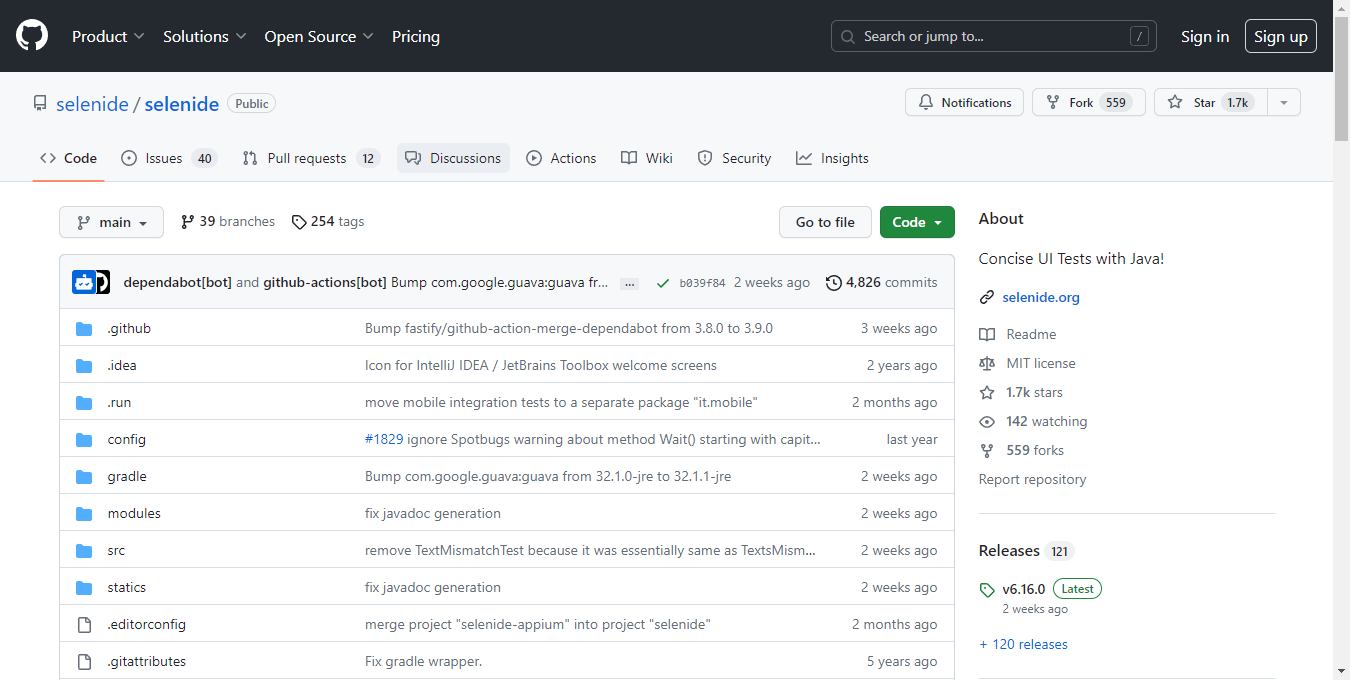 Product Solutions Open Source Pricing Search or jump to... / Sign in Sign up
selenide / selenide Public Notifications Fork 559 Star 1.7k
Code Issues 40 Pull requests 12 Discussions Actions Wiki Security Insights
main 39 branches 254 tags Go to file Code
dependabot[bot] and github-actions[bot] Bump com.google.guava:guava fr... ... b039f84 2 weeks ago 4,826 commits
.github Bump fastify/github-action-merge-dependabot from 3.8.0 to 3.9.0 3 weeks ago
.idea Icon for IntelliJ IDEA / JetBrains Toolbox welcome screens 2 years ago
.run move mobile integration tests to a separate package "it.mobile" 2 months ago
config #1829 ignore Spotbugs warning about method Wait() starting with capit... last year
gradle Bump com.google.guava:guava from 32.1.0-jre to 32.1.1-jre 2 weeks ago
modules fix javadoc generation 2 weeks ago
src remove TextMismatchTest because it was essentially same as TextsMism... 2 weeks ago
statics fix javadoc generation 2 weeks ago
.editorconfig merge project "selenide-appium" into project "selenide" 2 months ago
.gitattributes Fix gradle wrapper. 5 years ago
About
Concise UI Tests with Java!
selenide.org
Readme
MIT license
1.7k stars
142 watching
559 forks
Report repository
Releases 121
v6.16.0 Latest
2 weeks ago
+ 120 releases